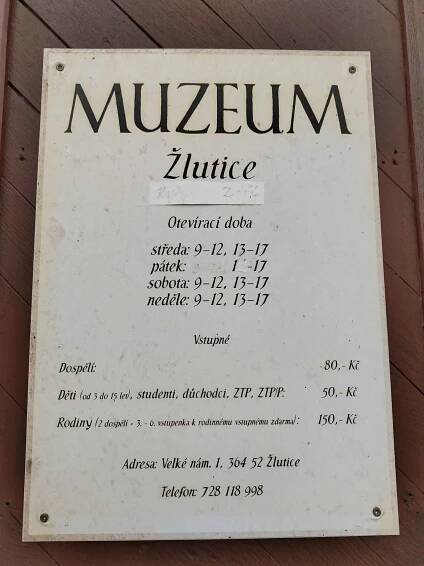 MUZEUM
Žlutice
Otevírací doba
středa: 9-12, 13-17
pátek: -17
sobota: 9-12, 13-17
neděle: 9-12, 13-17
Vstupné
Dospělí: 80,- Kč
Děti (od 3 do 15 let), studenti, důchodci, ZTP, ZTP/P: 50,- Kč
Rodiny (2 dospělí + 3. - 6. vstupenka k rodinnému vstupnému zdarma): 150,- Kč
Adresa: Velké nám. 1, 364 52 Žlutice
Telefon: 728 118 998